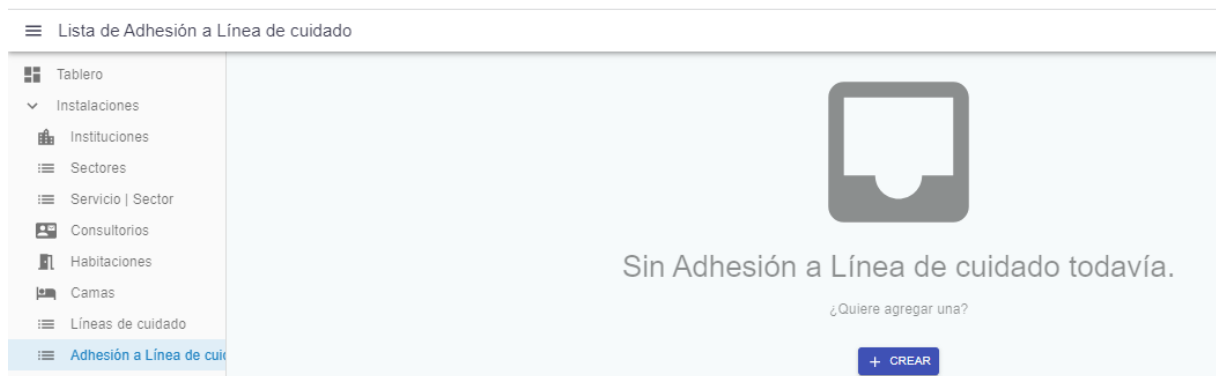 Lista de Adhesión a Línea de cuidado
Tablero
Instalaciones
Instituciones
Sectores
Servicio | Sector
Consultorios
Habitaciones
Camas
Líneas de cuidado
Adhesión a Línea de cuid
Sin Adhesión a Línea de cuidado todavía.
¿Quiere agregar una?
+ CREAR